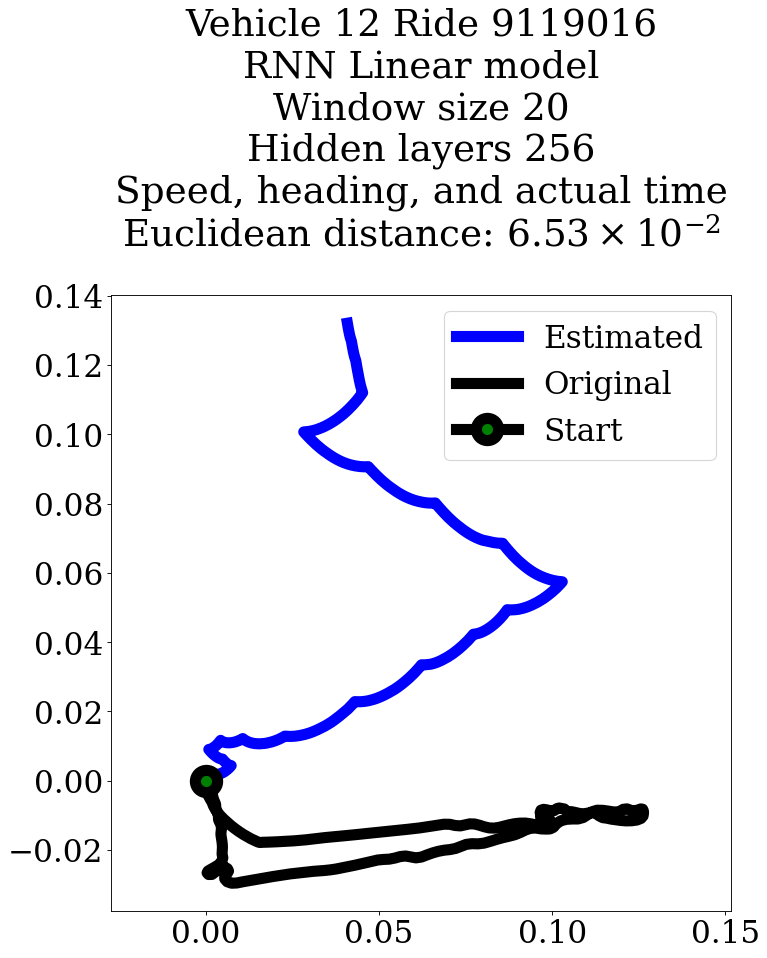 Vehicle 12 Ride 9119016
RNN Linear model
Window size 20
Hidden layers 256
Speed, heading, and actual time
Euclidean distance: 6.53 × 10⁻²
0.14
0.12
0.10
0.08
0.06
0.04
0.02
0.00
−0.02
Estimated
Original
Start
0.00 0.05 0.10 0.15